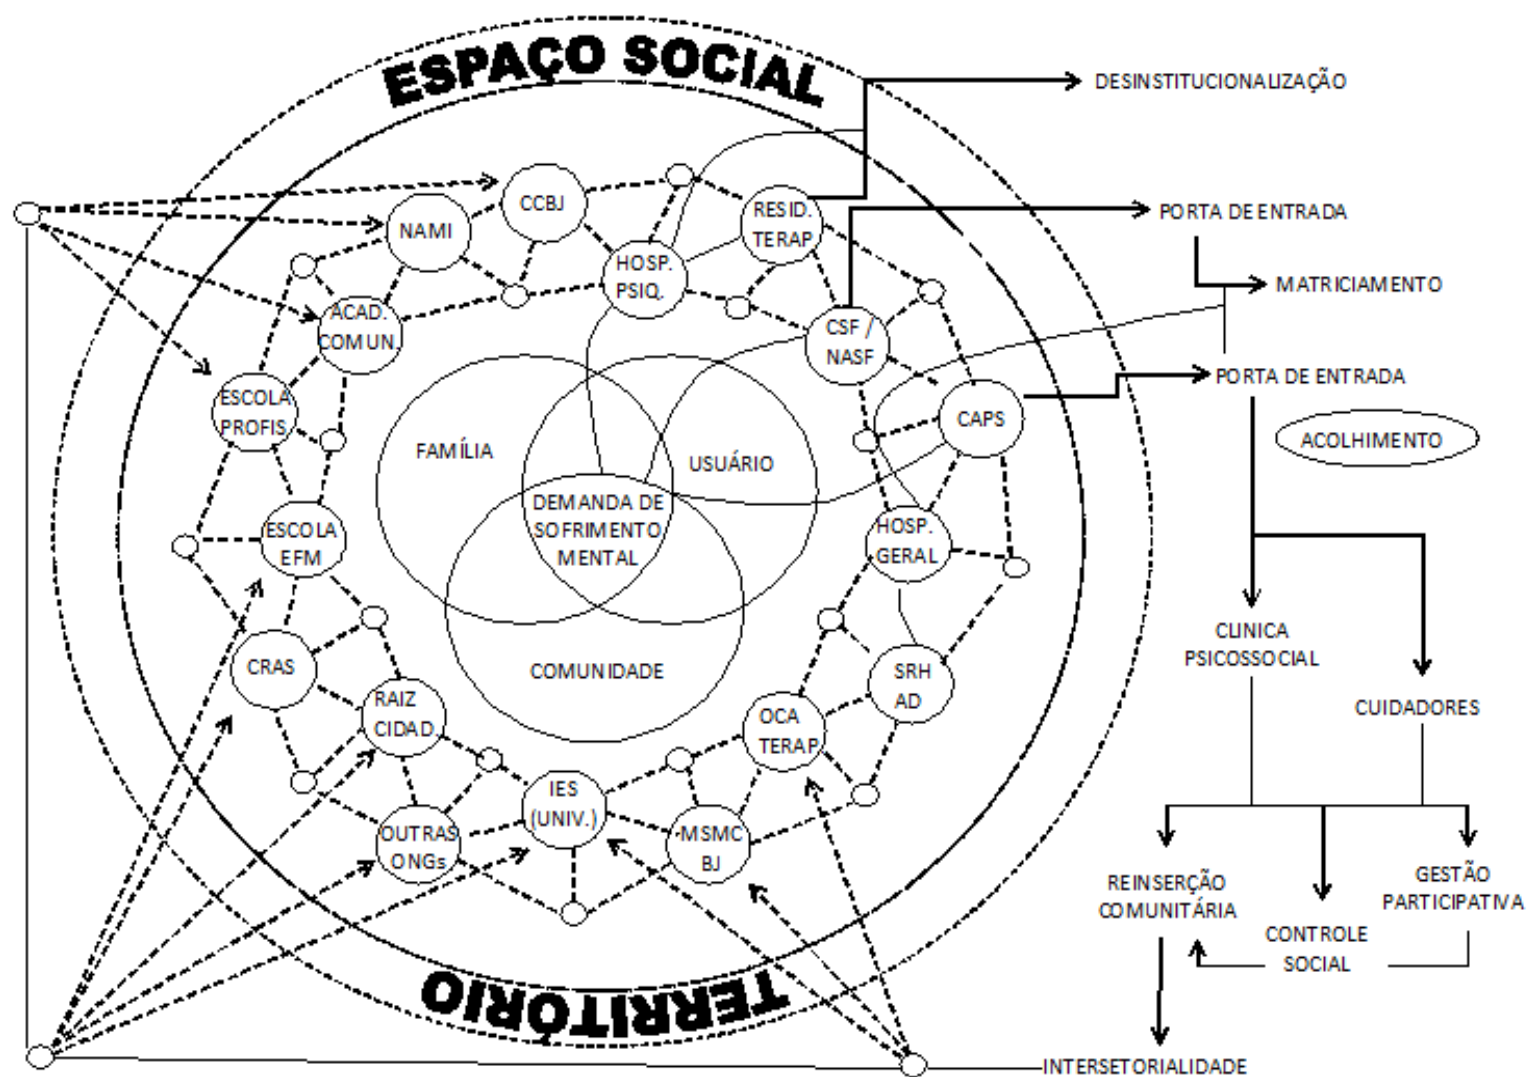 ESPAÇO SOCIAL
DESINSTITUCIONALIZAÇÃO
CCBJ
NAMI
RESID.
TERAP
PORTA DE ENTRADA
HOSP.
PSIQ.
MATRICIAMENTO
ACAD.
COMUN.
CSF /
NASF
PORTA DE ENTRADA
ESCOLA
PROFIS.
CAPS
ACOLHIMENTO
FAMÍLIA
USUÁRIO
DEMANDA DE
SOFRIMENTO
MENTAL
ESCOLA
EFM
HOSP.
GERAL
CLINICA
PSICOSSOCIAL
COMUNIDADE
CRAS
SRH
AD
RAIZ
CIDAD.
OCA
TERAP
CUIDADORES
IES
(UNIV.)
OUTRAS
ONGs
MSMC
BJ
REINSERÇÃO
COMUNITÁRIA
GESTÃO
PARTICIPATIVA
CONTROLE
SOCIAL
TERRITÓRIO
INTERSETORIALIDADE